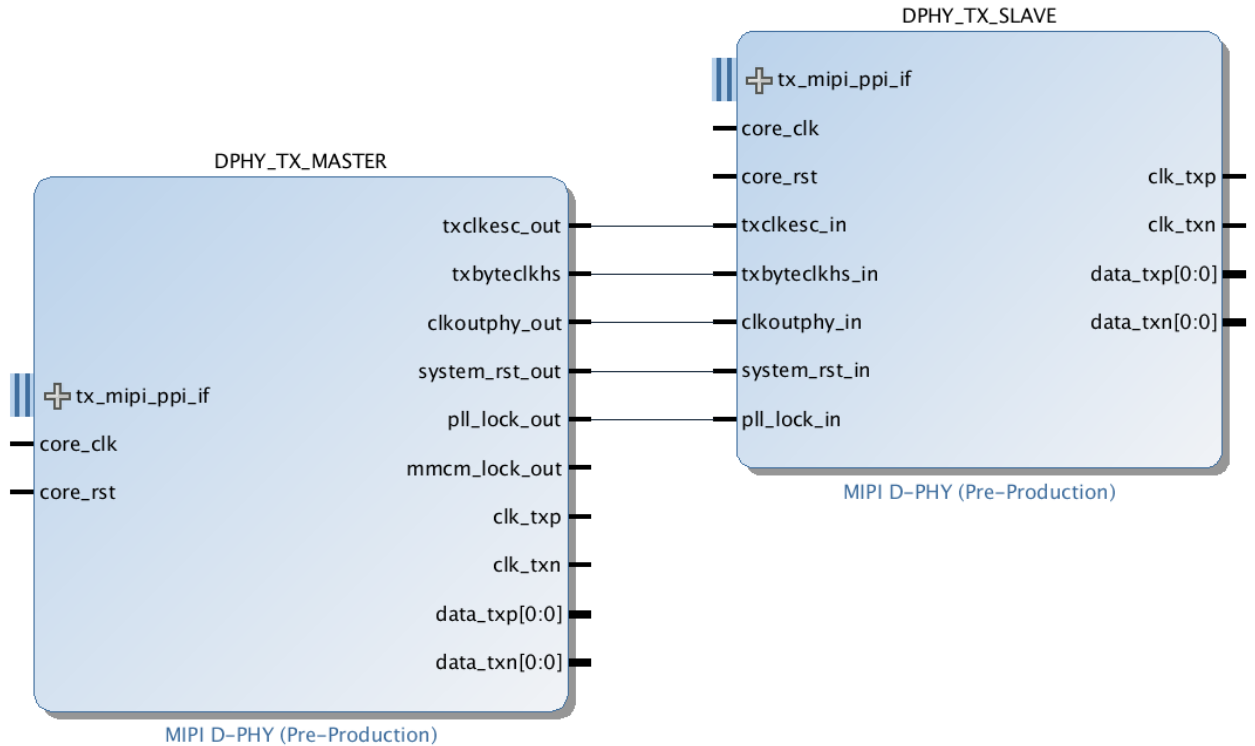 DPHY_TX_MASTER
tx_mipi_ppi_if
core_clk
core_rst
txclkesc_out
txbyteclkhs
clkoutphy_out
system_rst_out
pll_lock_out
mmcm_lock_out
clk_txp
clk_txn
data_txp[0:0]
data_txn[0:0]
MIPI D-PHY (Pre-Production)
DPHY_TX_SLAVE
tx_mipi_ppi_if
core_clk
core_rst
txclkesc_in
txbyteclkhs_in
clkoutphy_in
system_rst_in
pll_lock_in
clk_txp
clk_txn
data_txp[0:0]
data_txn[0:0]
MIPI D-PHY (Pre-Production)